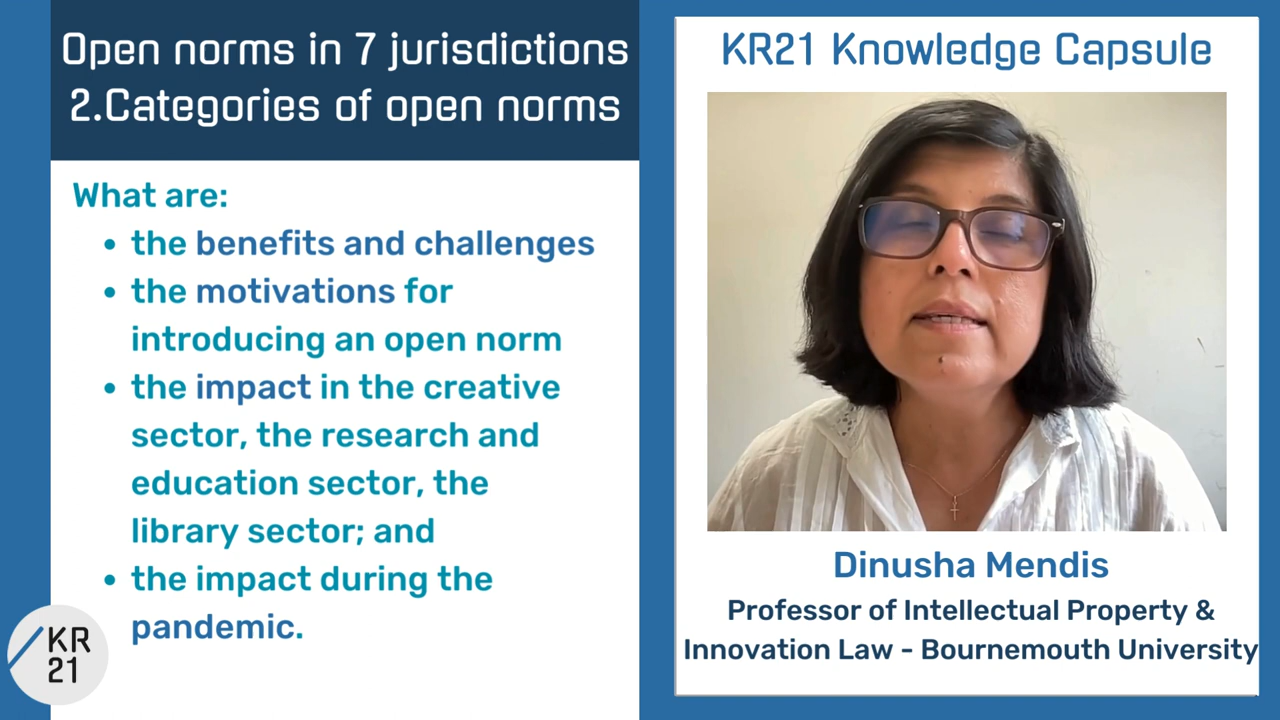 Open norms in 7 jurisdictions
2.Categories of open norms
What are:
• the benefits and challenges
• the motivations for
introducing an open norm
• the impact in the creative
sector, the research and
education sector, the
library sector; and
• the impact during the
pandemic.
KR
21
KR21 Knowledge Capsule
Dinusha Mendis
Professor of Intellectual Property &
Innovation Law - Bournemouth University